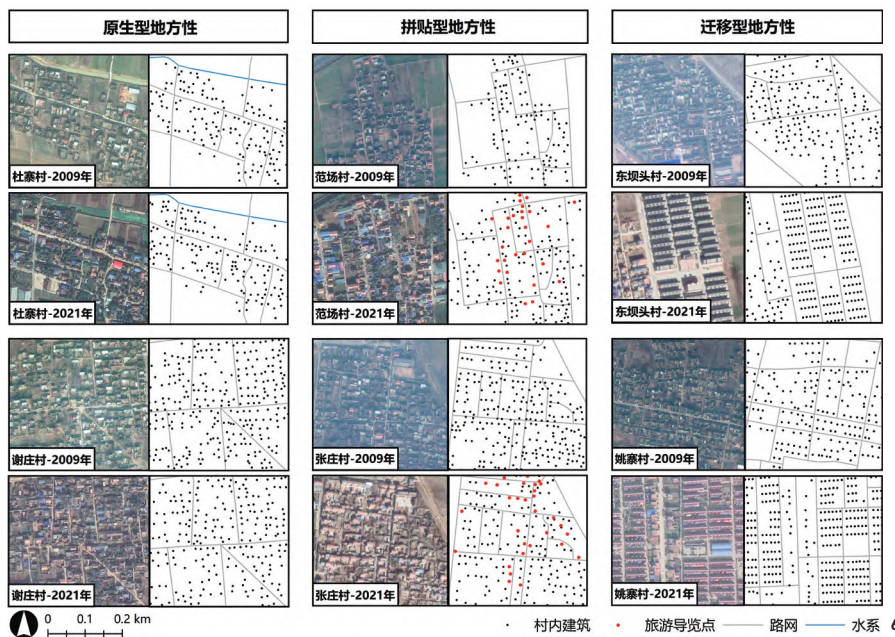 原生型地方性
拼贴型地方性
迁移型地方性
杜寨村-2009年
范场村-2009年
东坝头村-2009年
杜寨村-2021年
范场村-2021年
东坝头村-2021年
谢庄村-2009年
张庄村-2009年
姚寨村-2009年
谢庄村-2021年
张庄村-2021年
姚寨村-2021年
0 0.1 0.2 km
村内建筑 旅游导览点 路网 水系